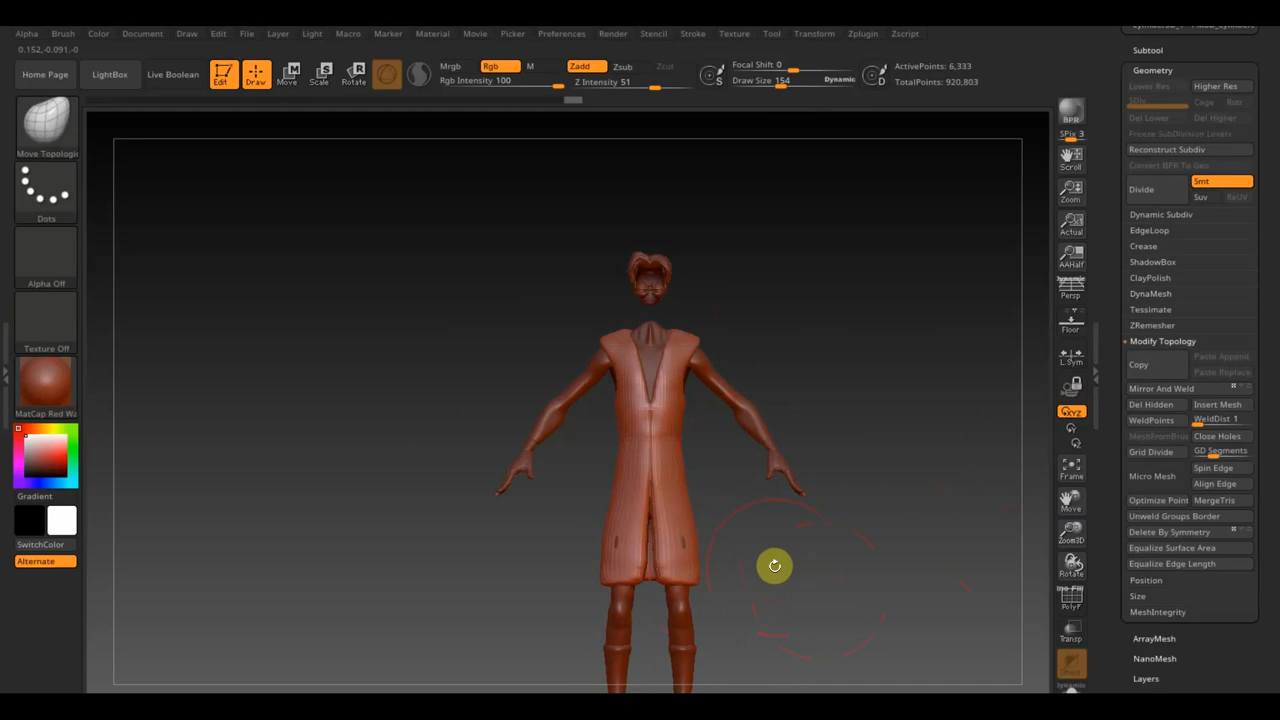 Alpha Brush Color Document Draw Edit File Layer Light Macro Marker Material Movie Picker Preferences Render Stencil Stroke Texture Tool Transform Zplugin Zscript
0.152,-0.091,-0
Home Page LightBox Live Boolean Edit Draw Move Scale Rotate
Mrgb Rgb M Zadd Zsub Zcut
Rgb Intensity 100 Z Intensity 51
Focal Shift 0
Draw Size 154 Dynamic
ActivePoints: 6,333
TotalPoints: 920,803
Move Topologic
Dots
Alpha Off
Texture Off
MatCap Red Wa
Gradient
SwitchColor
Alternate
S
D
BPR
SPix 3
Scroll
Zoom
Actual
AAHalf
Dynamic
Persp
Floor
L.Sym
XYZ
Frame
Move
Zoom3D
Rotate
PolyF
Transp
Dynamic
Subtool
Geometry
Lower Res Higher Res
SDiv Cage Rstr
Del Lower Del Higher
Freeze SubDivision Levels
Reconstruct Subdiv
Convert BPR To Geo
Divide Smt
Suv ReUV
Dynamic Subdiv
EdgeLoop
Crease
ShadowBox
ClayPolish
DynaMesh
Tessimate
ZRemesher
Modify Topology
Copy Paste Append
Paste Replace
Mirror And Weld
Del Hidden Insert Mesh
WeldPoints WeldDist 1
MeshFromBrus Close Holes
Grid Divide GD Segments
Micro Mesh Spin Edge
Align Edge
Optimize Point MergeTris
Unweld Groups Border
Delete By Symmetry
Equalize Surface Area
Equalize Edge Length
Position
Size
MeshIntegrity
ArrayMesh
NanoMesh
Layers